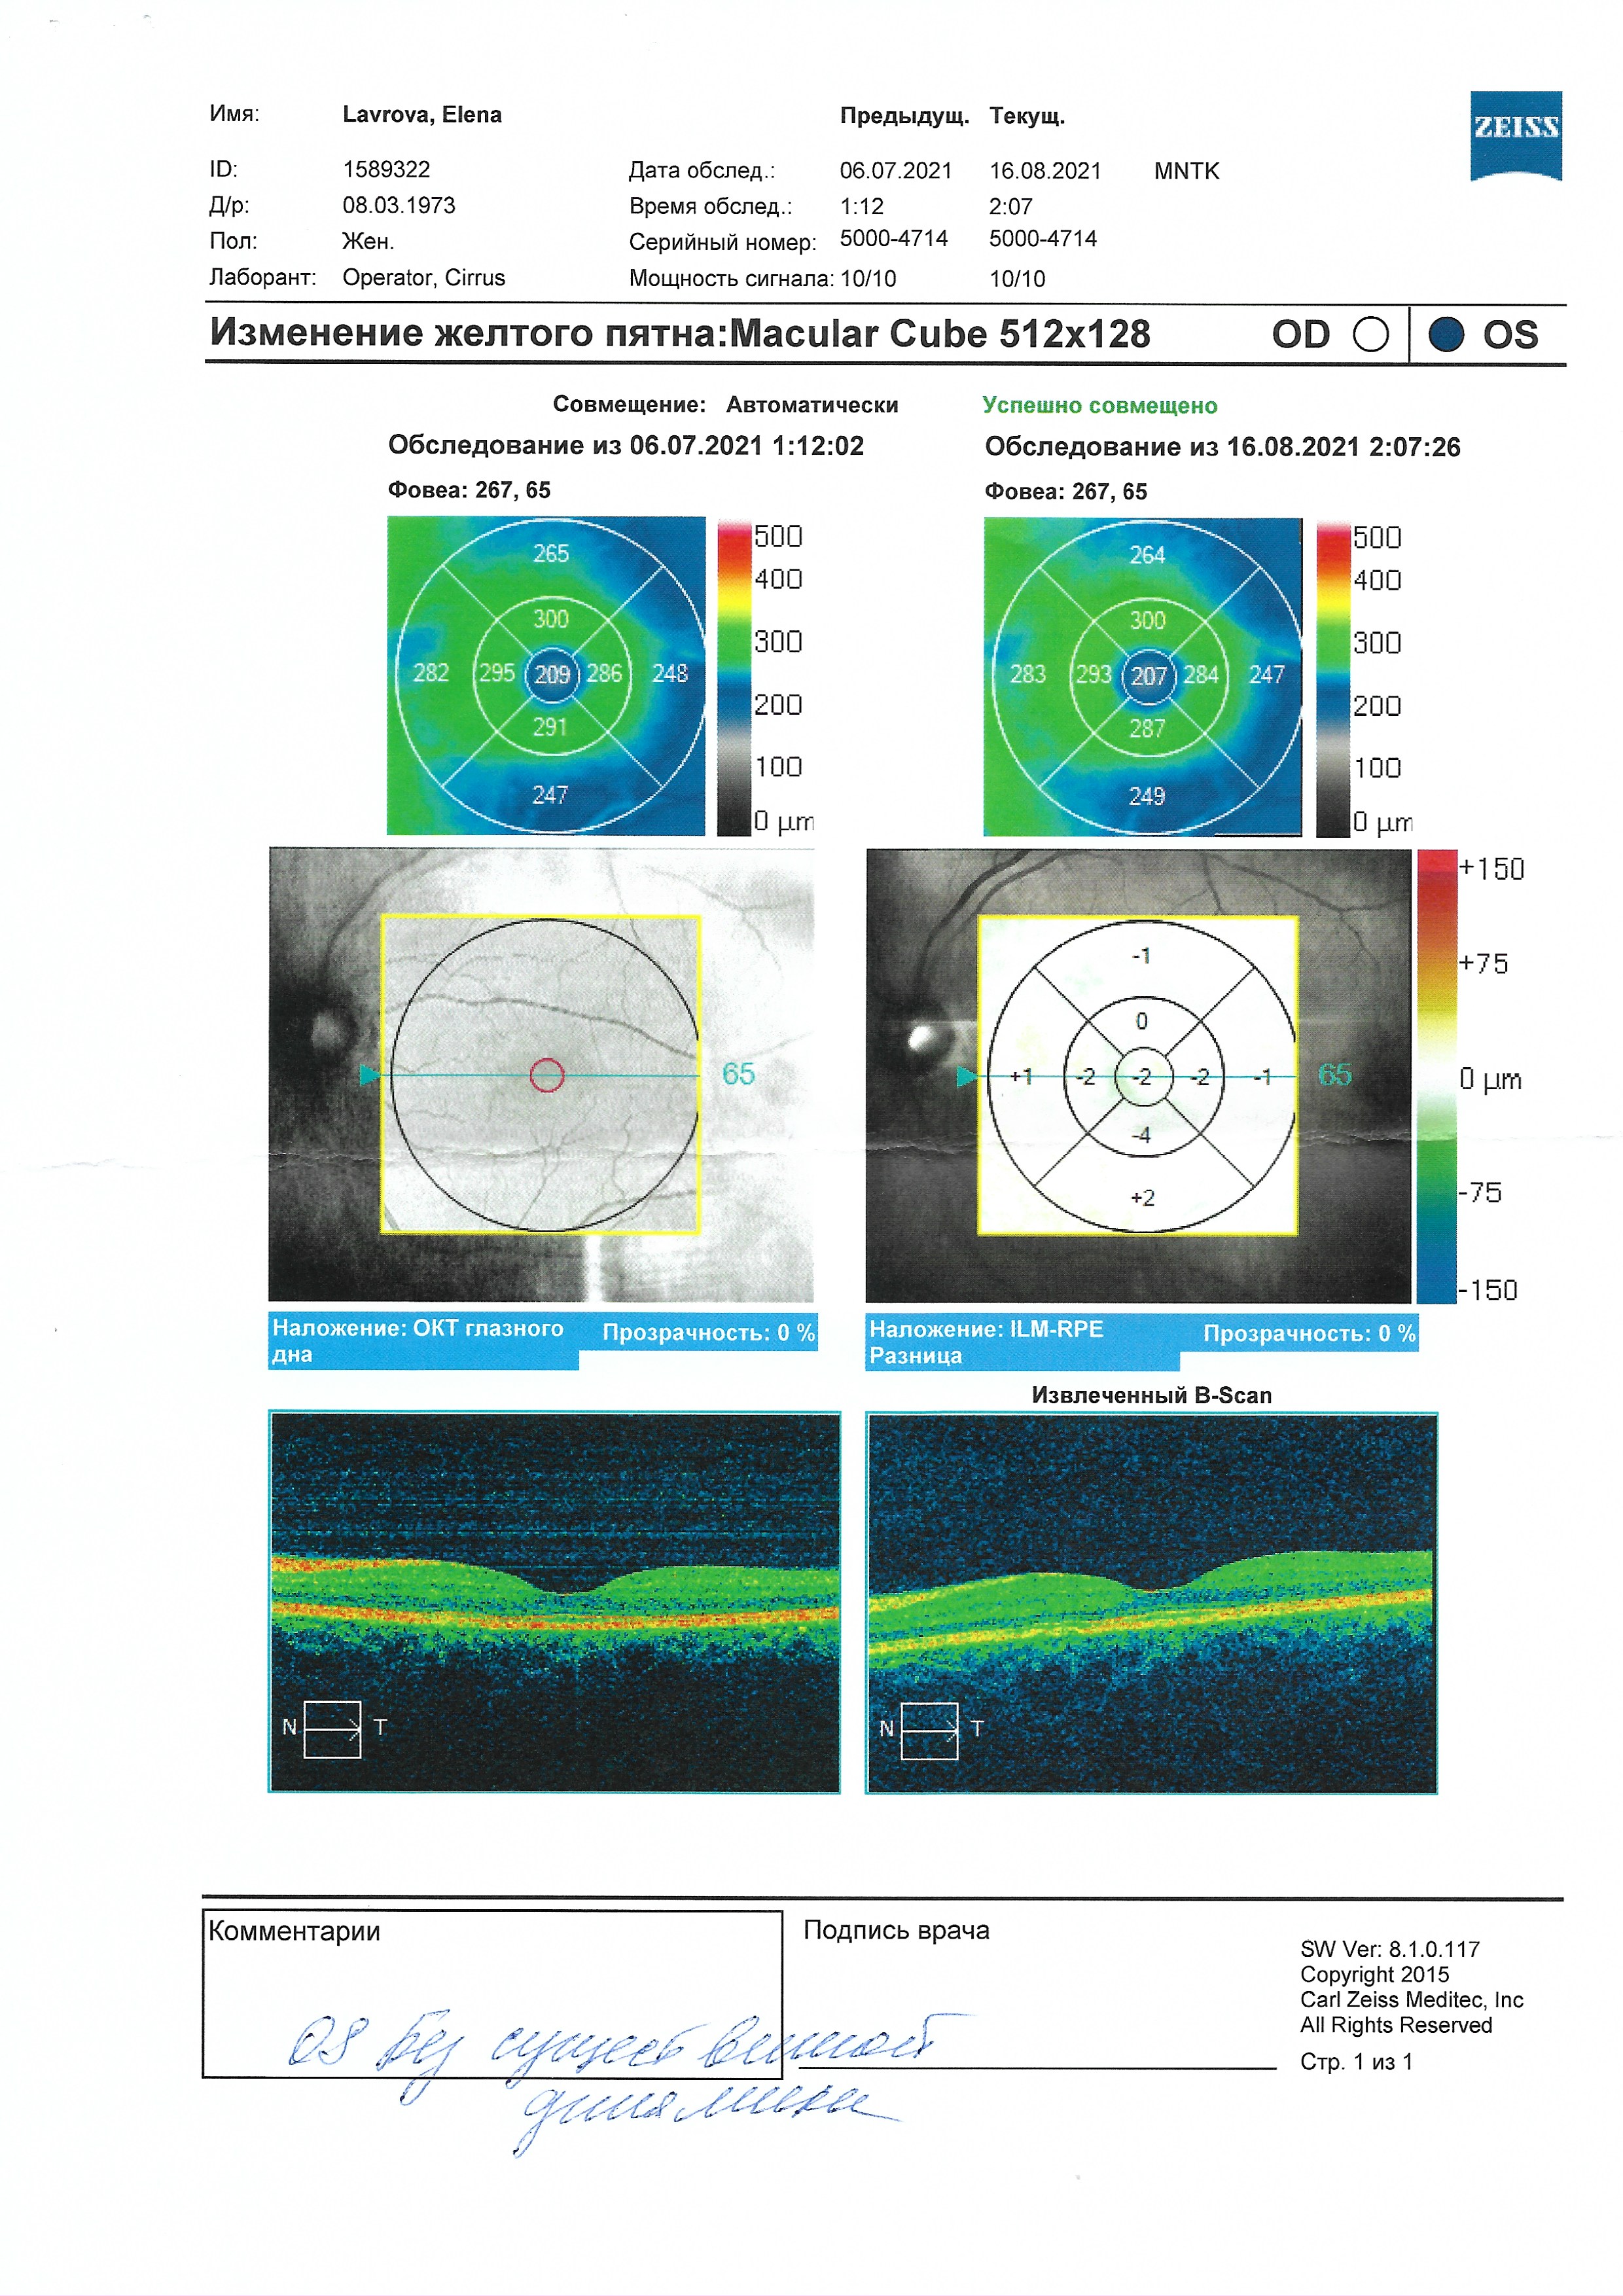 Имя: Lavrova, Elena Предыдущ. Текущ.
ZEISS
ID: 1589322 Дата обслед.: 06.07.2021 16.08.2021 MNTK
Д/р: 08.03.1973 Время обслед.: 1:12 2:07
Пол: Жен. Серийный номер: 5000-4714 5000-4714
Лаборант: Operator, Cirrus Мощность сигнала: 10/10 10/10
Изменение желтого пятна:Macular Cube 512x128 OD OS
Совмещение: Автоматически Успешно совмещено
Обследование из 06.07.2021 1:12:02 Обследование из 16.08.2021 2:07:26
Фовеа: 267, 65 Фовеа: 267, 65
265
300
282 295 209 286 248
291
247
500
400
300
200
100
0 µm
264
300
283 293 207 284 247
287
249
500
400
300
200
100
0 µm
65
-1
0
+1 -2 -2 -2 -1 65
-4
+2
+150
+75
0 µm
-75
-150
Наложение: ОКТ глазного Прозрачность: 0 %
дна
Наложение: ILM-RPE Прозрачность: 0 %
Разница
Извлеченный B-Scan
N T
N T
Комментарии
Подпись врача
OS без существенной
динамики
SW Ver: 8.1.0.117
Copyright 2015
Carl Zeiss Meditec, Inc
All Rights Reserved
Стр. 1 из 1